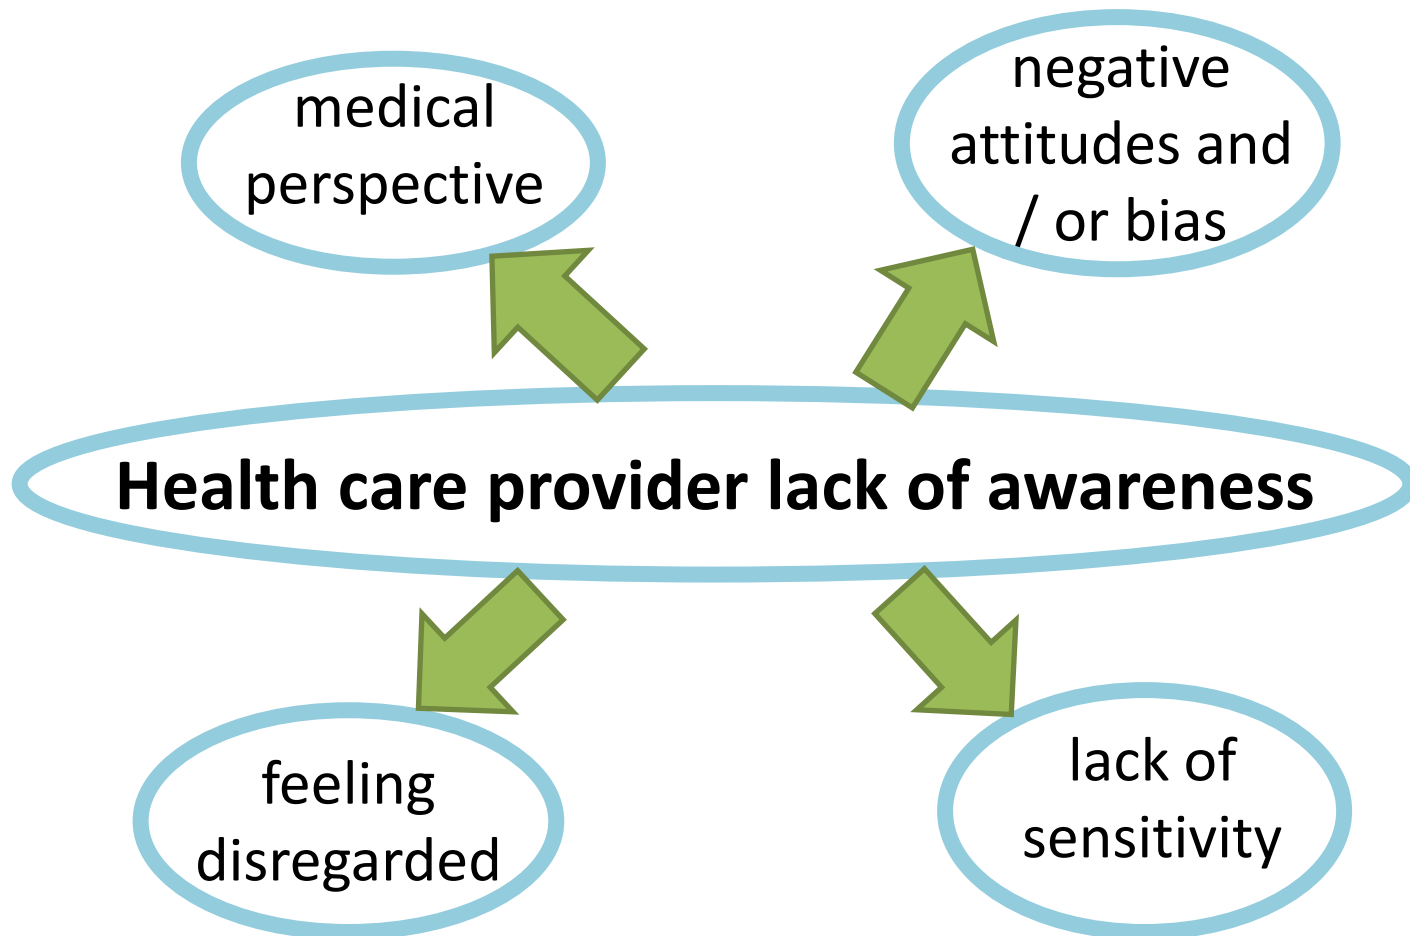 medical
perspective
negative
attitudes and
/ or bias
Health care provider lack of awareness
feeling
disregarded
lack of
sensitivity